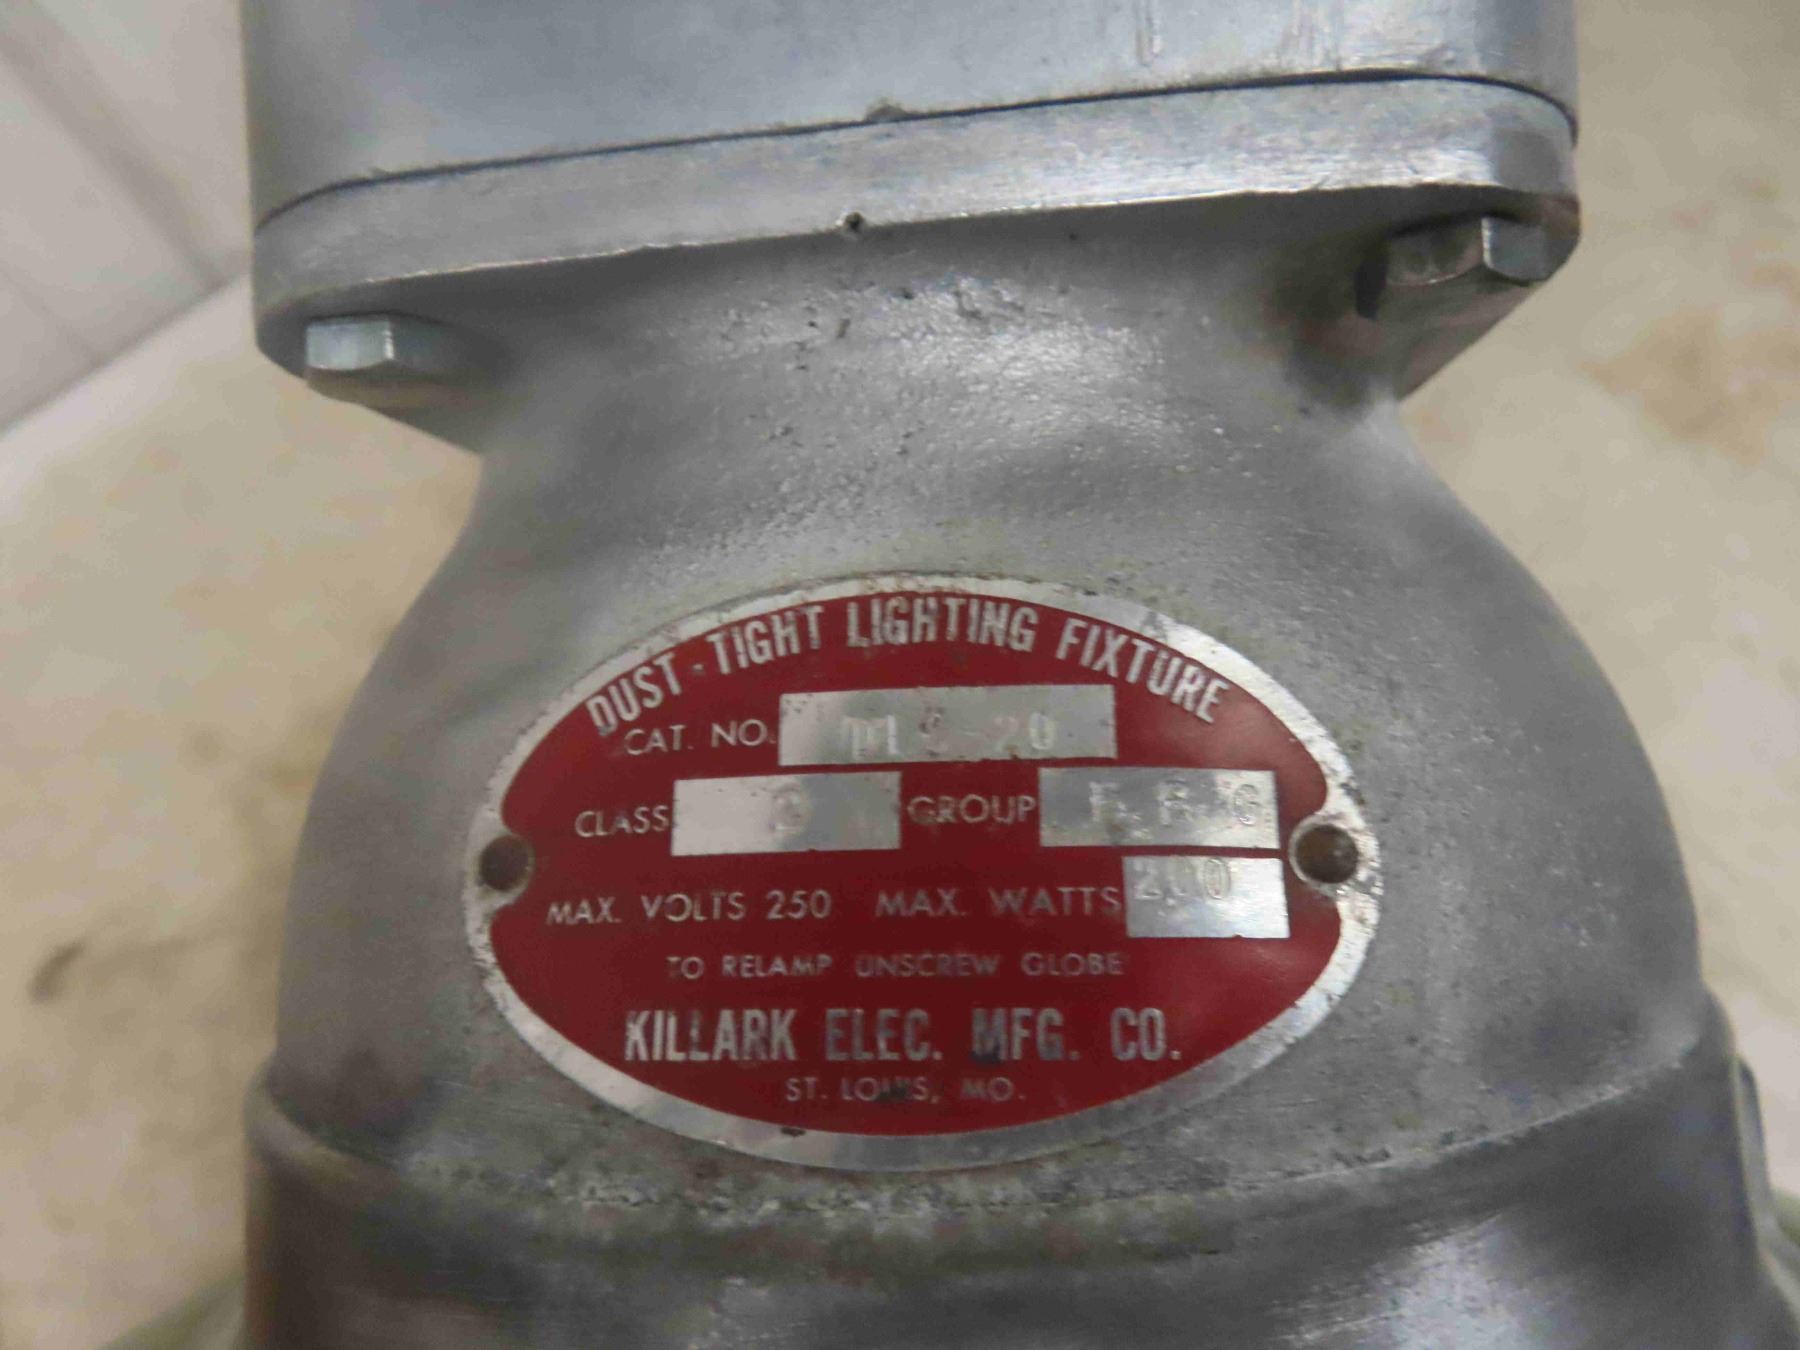 DUST-TIGHT LIGHTING FIXTURE
CAT. NO. 20
CLASS GROUP G
MAX. VOLTS 250 MAX. WATTS 200
TO RELAMP UNSCREW GLOBE
KILLARK ELEC. MFG. CO.
ST. LOUIS, MO.